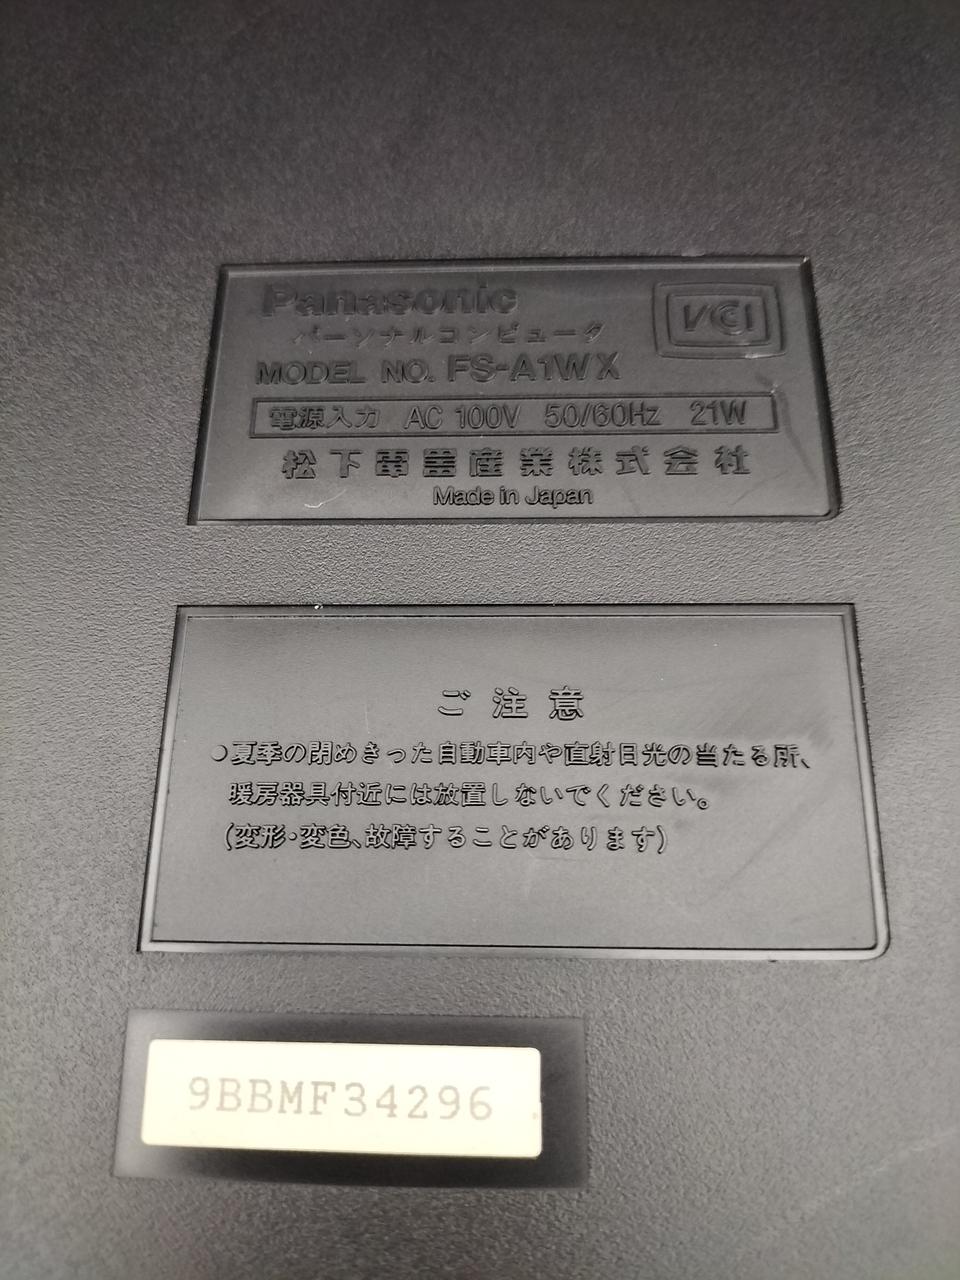 Panasonic
VCCI
パーソナルコンピュータ
MODEL NO. FS-A1WX
電源入力 AC 100V 50/60Hz 21W
松下電器産業株式会社
Made in Japan
ご注意
●夏季の閉めきった自動車内や直射日光の当たる所、
暖房器具付近には放置しないでください。
(変形・変色、故障することがあります)
9BBMF34296